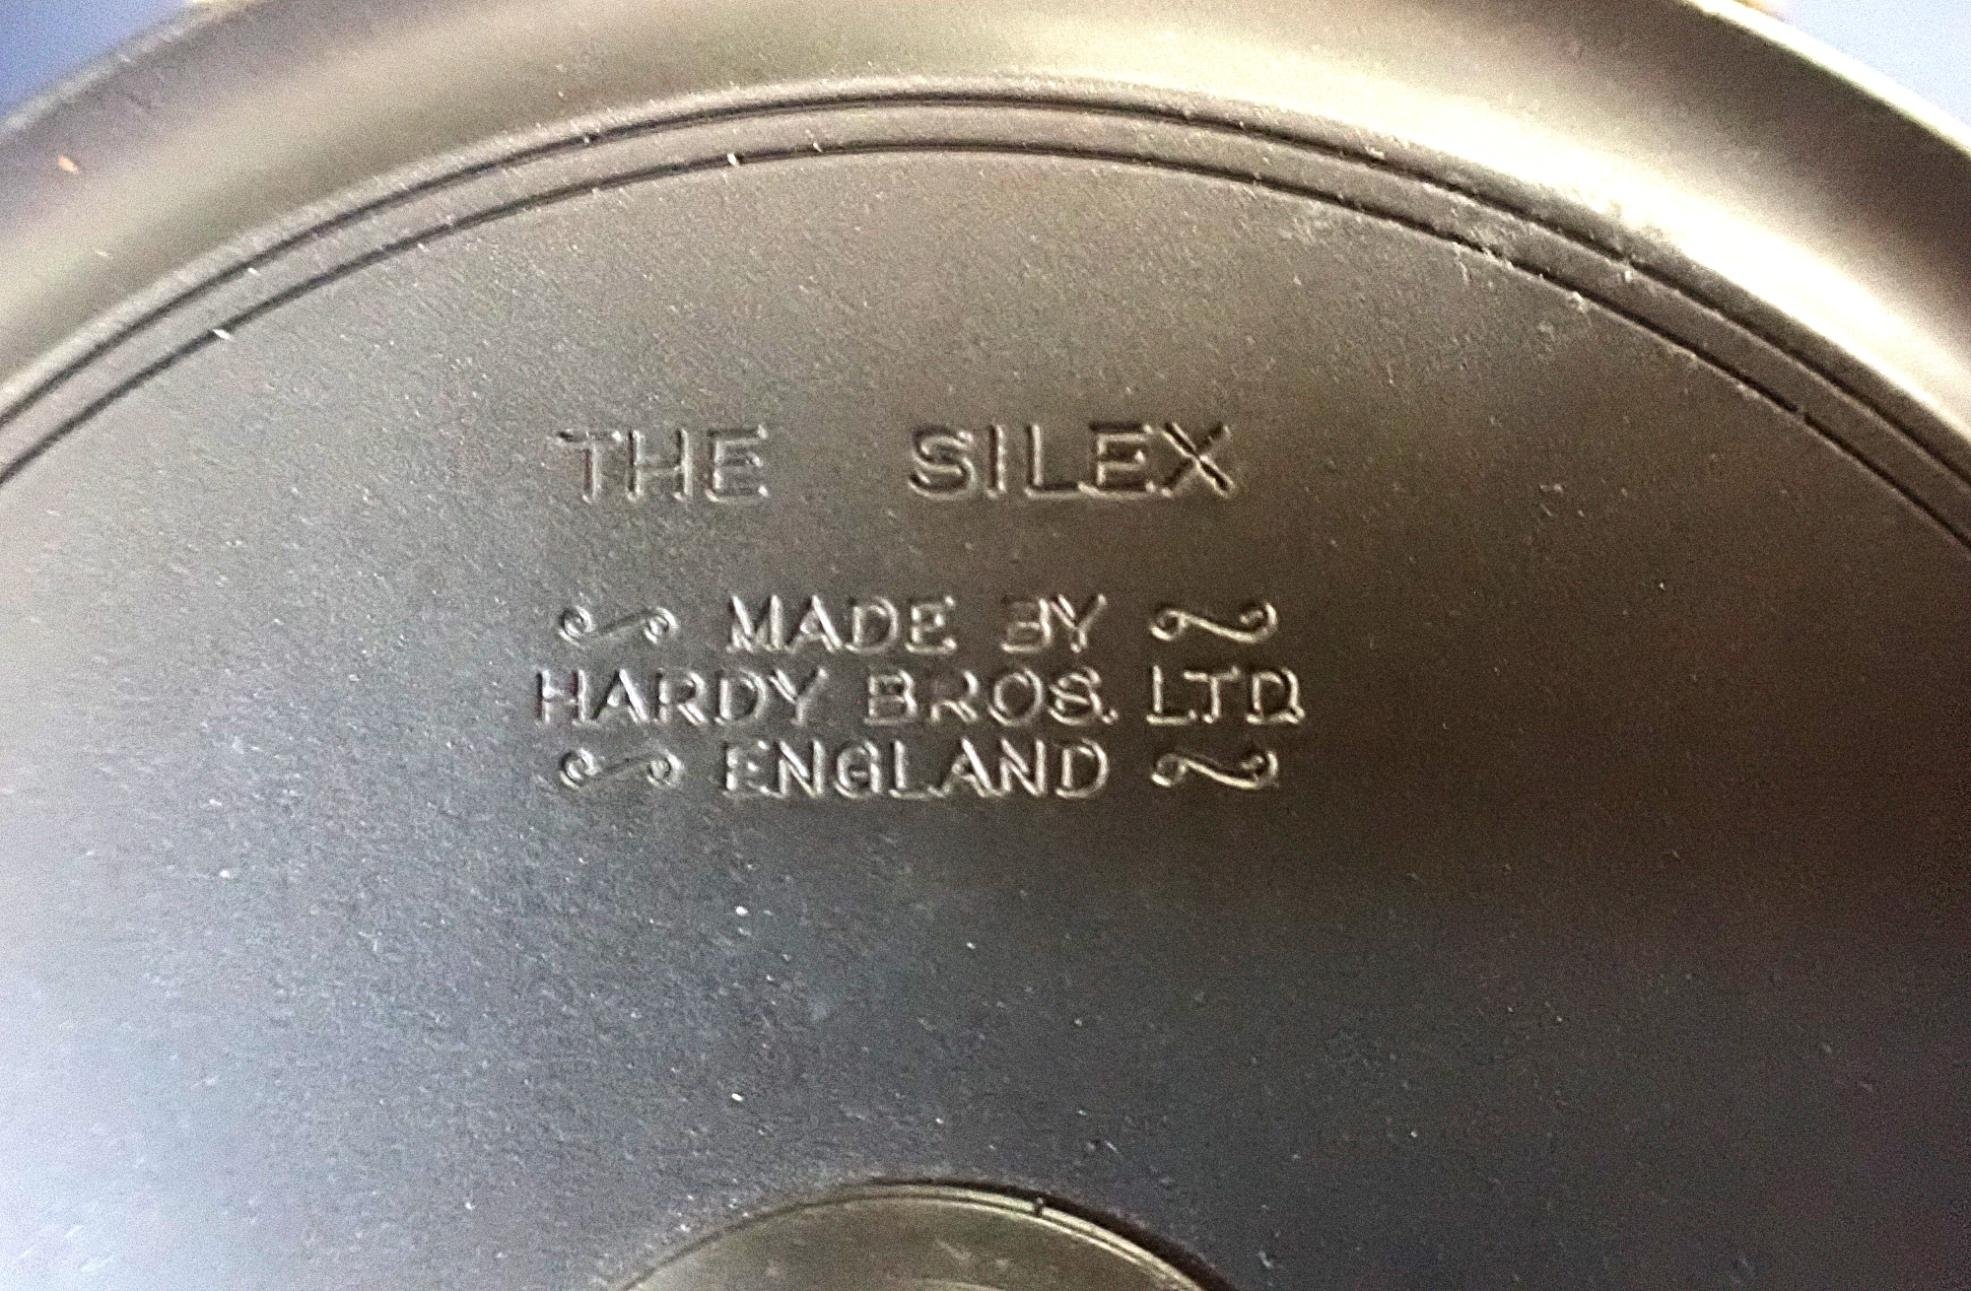 THE SILEX
MADE BY
HARDY BROS. LTD
ENGLAND